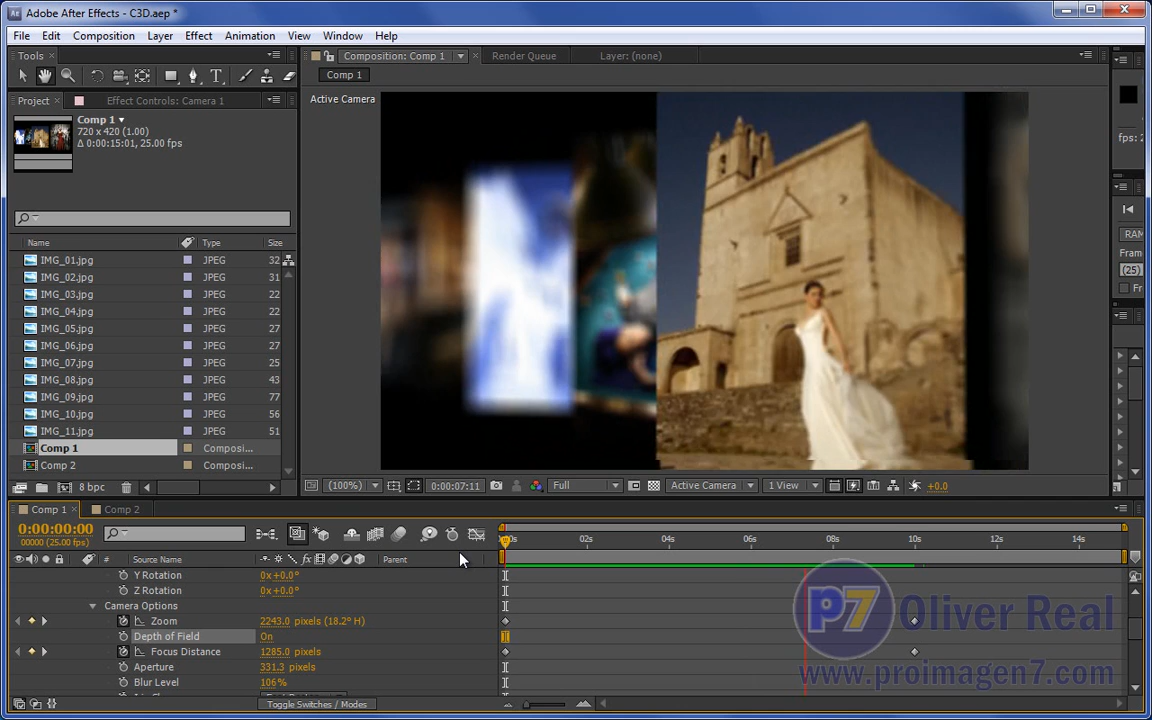 Adobe After Effects - C3D.aep *
File Edit Composition Layer Effect Animation View Window Help
Tools
Composition: Comp 1
Render Queue
Layer: (none)
Comp 1
Project
Effect Controls: Camera 1
Active Camera
Comp 1
720 x 420 (1.00)
Δ 0:00:15:01, 25.00 fps
fps:
Name Type Size
IMG_01.jpg JPEG 32
IMG_02.jpg JPEG 31
IMG_03.jpg JPEG 22
IMG_04.jpg JPEG 22
IMG_05.jpg JPEG 27
IMG_06.jpg JPEG 27
IMG_07.jpg JPEG 25
IMG_08.jpg JPEG 43
IMG_09.jpg JPEG 77
IMG_10.jpg JPEG 56
IMG_11.jpg JPEG 51
Comp 1 Composi...
Comp 2 Composi...
RAM
Fram
(25)
Fr
8 bpc
(100%) 0:00:07:11 Full Active Camera 1 View +0.0
Comp 1 Comp 2
0:00:00:00
00000 (25.00 fps)
02s 04s 06s 08s 10s 12s 14s
# Source Name fx Parent
Y Rotation 0x+0.0°
Z Rotation 0x+0.0°
Camera Options
Zoom 2243.0 pixels (18.2° H)
Depth of Field On
Focus Distance 1285.0 pixels
Aperture 331.3 pixels
Blur Level 106%
Toggle Switches / Modes
p7 Oliver Real
www.proimagen7.com